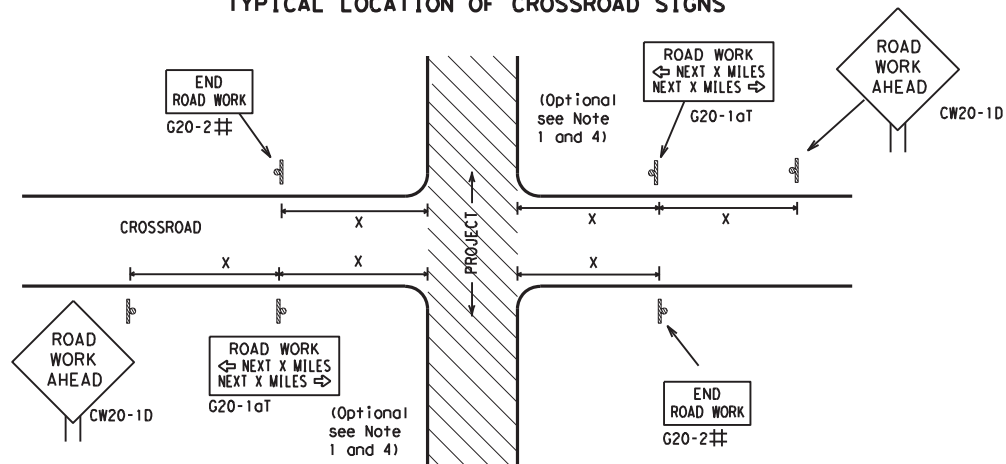 TYPICAL LOCATION OF CROSSROAD SIGNS
END
ROAD WORK
G20-2#
ROAD WORK
⇦ NEXT X MILES
NEXT X MILES ⇨
G20-1aT
(Optional
see Note
1 and 4)
ROAD
WORK
AHEAD
CW20-1D
X
X
X
CROSSROAD
PROJECT
X
X
X
ROAD
WORK
AHEAD
CW20-1D
ROAD WORK
⇦ NEXT X MILES
NEXT X MILES ⇨
G20-1aT
(Optional
see Note
1 and 4)
END
ROAD WORK
G20-2#